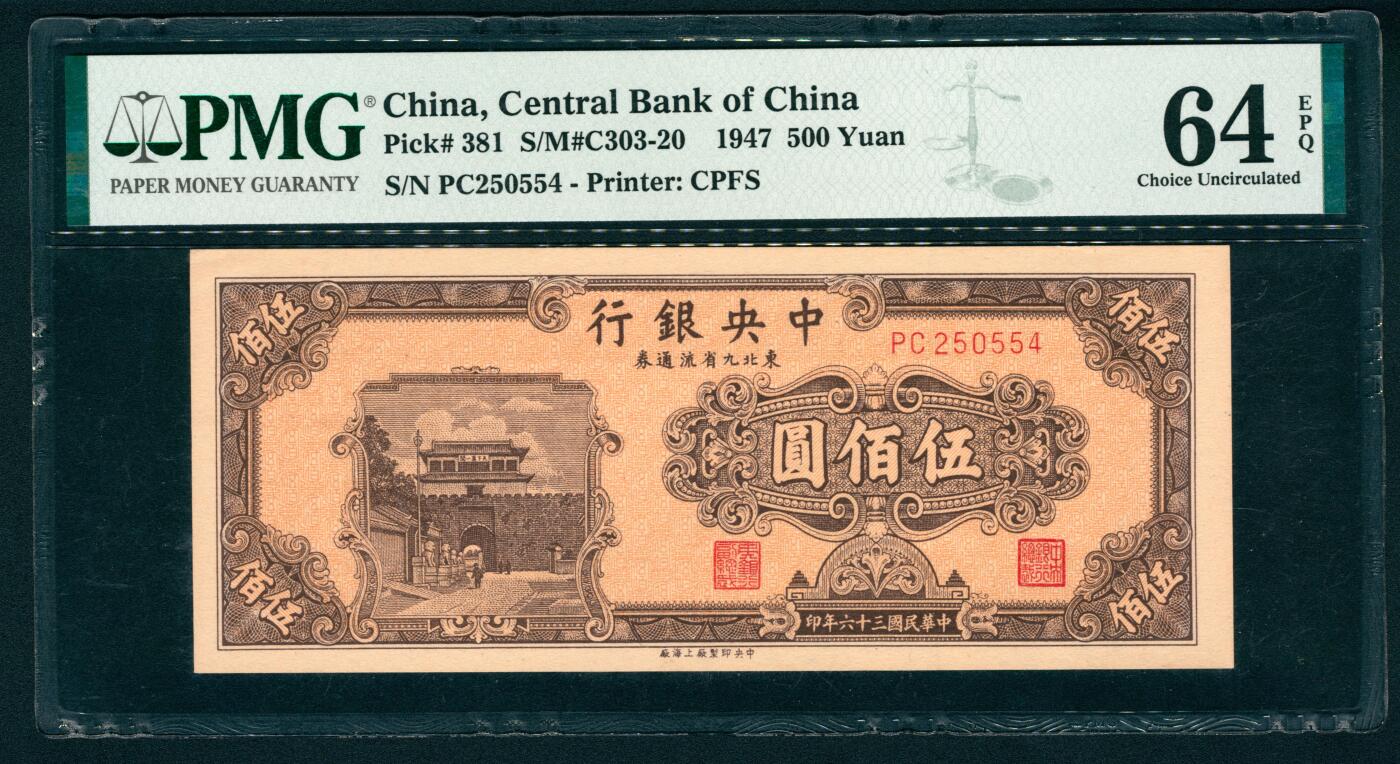 PMG®
PAPER MONEY GUARANTY
China, Central Bank of China
Pick# 381 S/M#C303-20 1947 500 Yuan
S/N PC250554 - Printer: CPFS
64
EPQ
Choice Uncirculated
伍佰
伍佰
中央銀行
東北九省流通券
PC250554
伍佰圓
伍佰
伍佰
中華民國三十六年印
中央印製廠上海廠